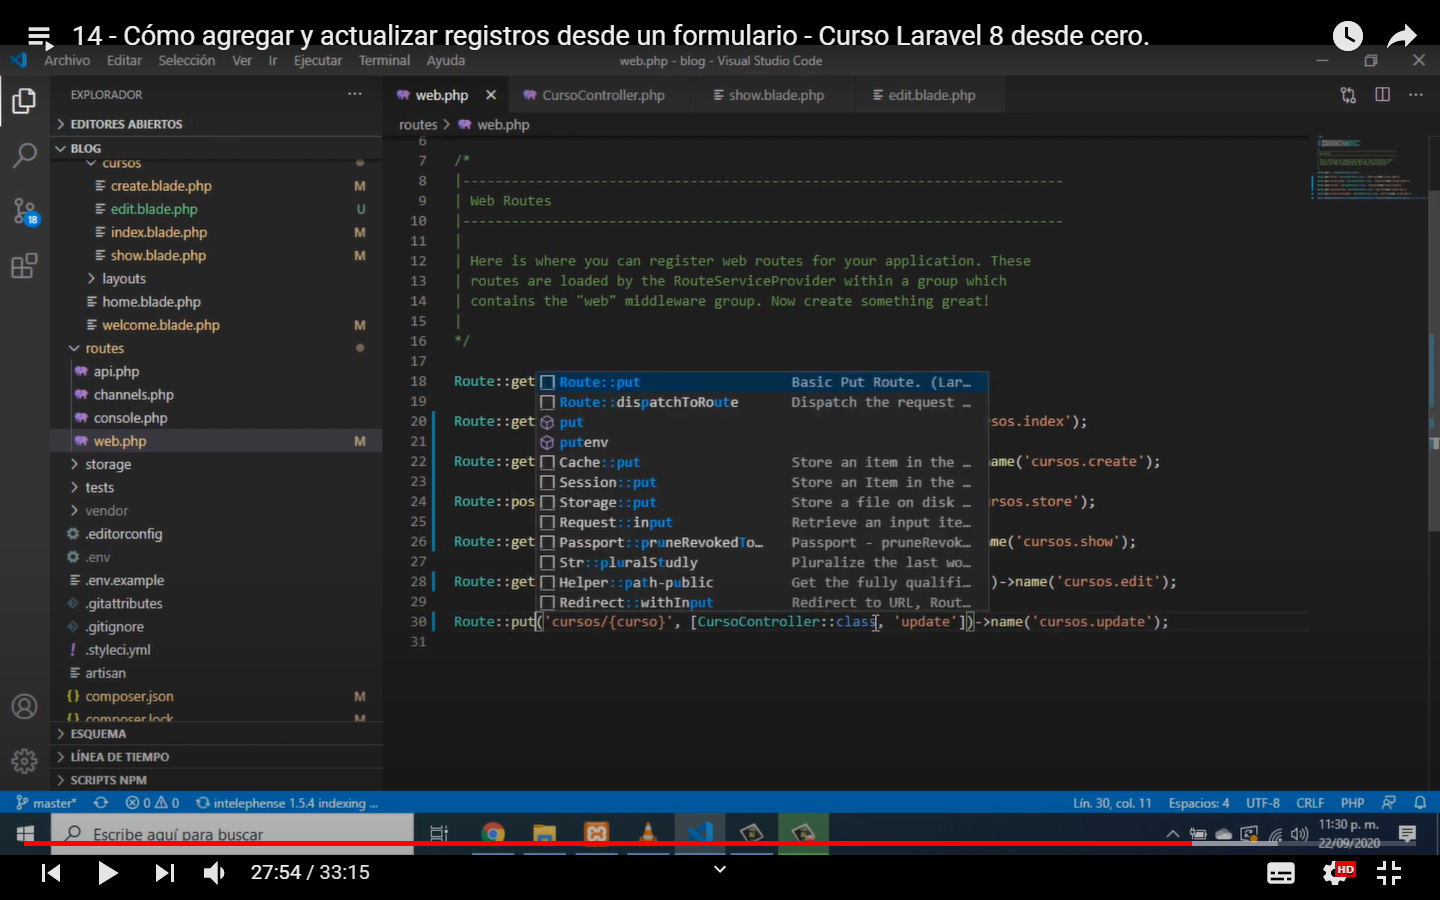 14 - Cómo agregar y actualizar registros desde un formulario - Curso Laravel 8 desde cero.
Archivo Editar Selección Ver Ir Ejecutar Terminal Ayuda
web.php - blog - Visual Studio Code
EXPLORADOR
web.php
CursoController.php
show.blade.php
edit.blade.php
EDITORES ABIERTOS
routes > web.php
BLOG
cursos
create.blade.php M
edit.blade.php U
index.blade.php M
show.blade.php M
layouts
home.blade.php
welcome.blade.php M
routes
api.php
channels.php
console.php
web.php M
storage
tests
vendor
.editorconfig
.env
.env.example
.gitattributes
.gitignore
.styleci.yml
artisan
composer.json M
composer.lock M
ESQUEMA
LÍNEA DE TIEMPO
SCRIPTS NPM
18
6
7 /*
8 |--------------------------------------------------------------------------
9 | Web Routes
10 |--------------------------------------------------------------------------
11 |
12 | Here is where you can register web routes for your application. These
13 | routes are loaded by the RouteServiceProvider within a group which
14 | contains the "web" middleware group. Now create something great!
15 |
16 */
17
18 Route::get
19
20 Route::get sos.index');
21
22 Route::get ame('cursos.create');
23
24 Route::pos rsos.store');
25
26 Route::get me('cursos.show');
27
28 Route::get )->name('cursos.edit');
29
30 Route::put('cursos/{curso}', [CursoController::class, 'update'])->name('cursos.update');
31
Route::put Basic Put Route. (Lar…
Route::dispatchToRoute Dispatch the request …
put
putenv
Cache::put Store an item in the …
Session::put Store an Item in the …
Storage::put Store a file on disk …
Request::input Retrieve an input ite…
Passport::pruneRevokedTo… Passport - pruneRevok…
Str::pluralStudly Pluralize the last wo…
Helper::path-public Get the fully qualifi…
Redirect::withInput Redirect to URL, Rout…
master* 0 0 intelephense 1.5.4 indexing ...
Lín. 30, col. 11 Espacios: 4 UTF-8 CRLF PHP
Escribe aquí para buscar
11:30 p. m.
22/09/2020
27:54 / 33:15
HD